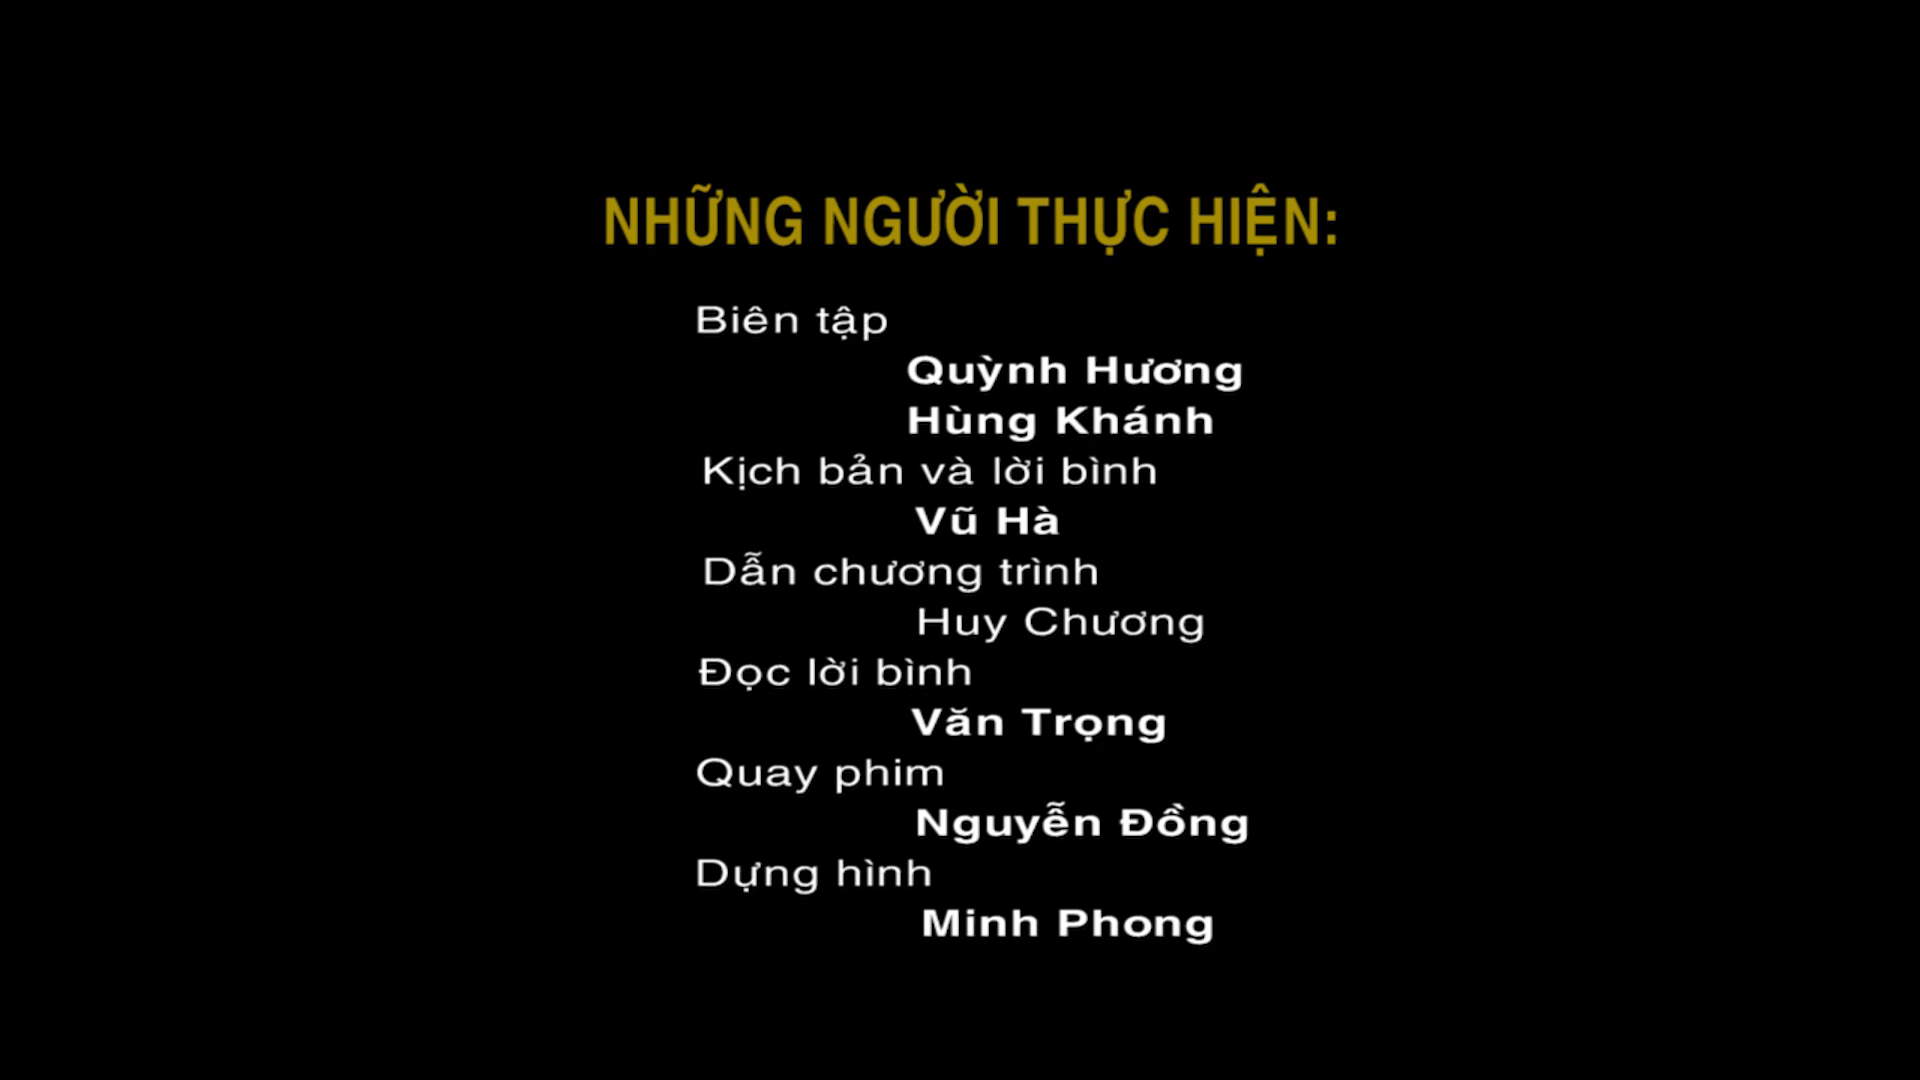 NHỮNG NGƯỜI THỰC HIỆN:
Biên tập
Quỳnh Hương
Hùng Khánh
Kịch bản và lời bình
Vũ Hà
Dẫn chương trình
Huy Chương
Đọc lời bình
Văn Trọng
Quay phim
Nguyễn Đồng
Dựng hình
Minh Phong